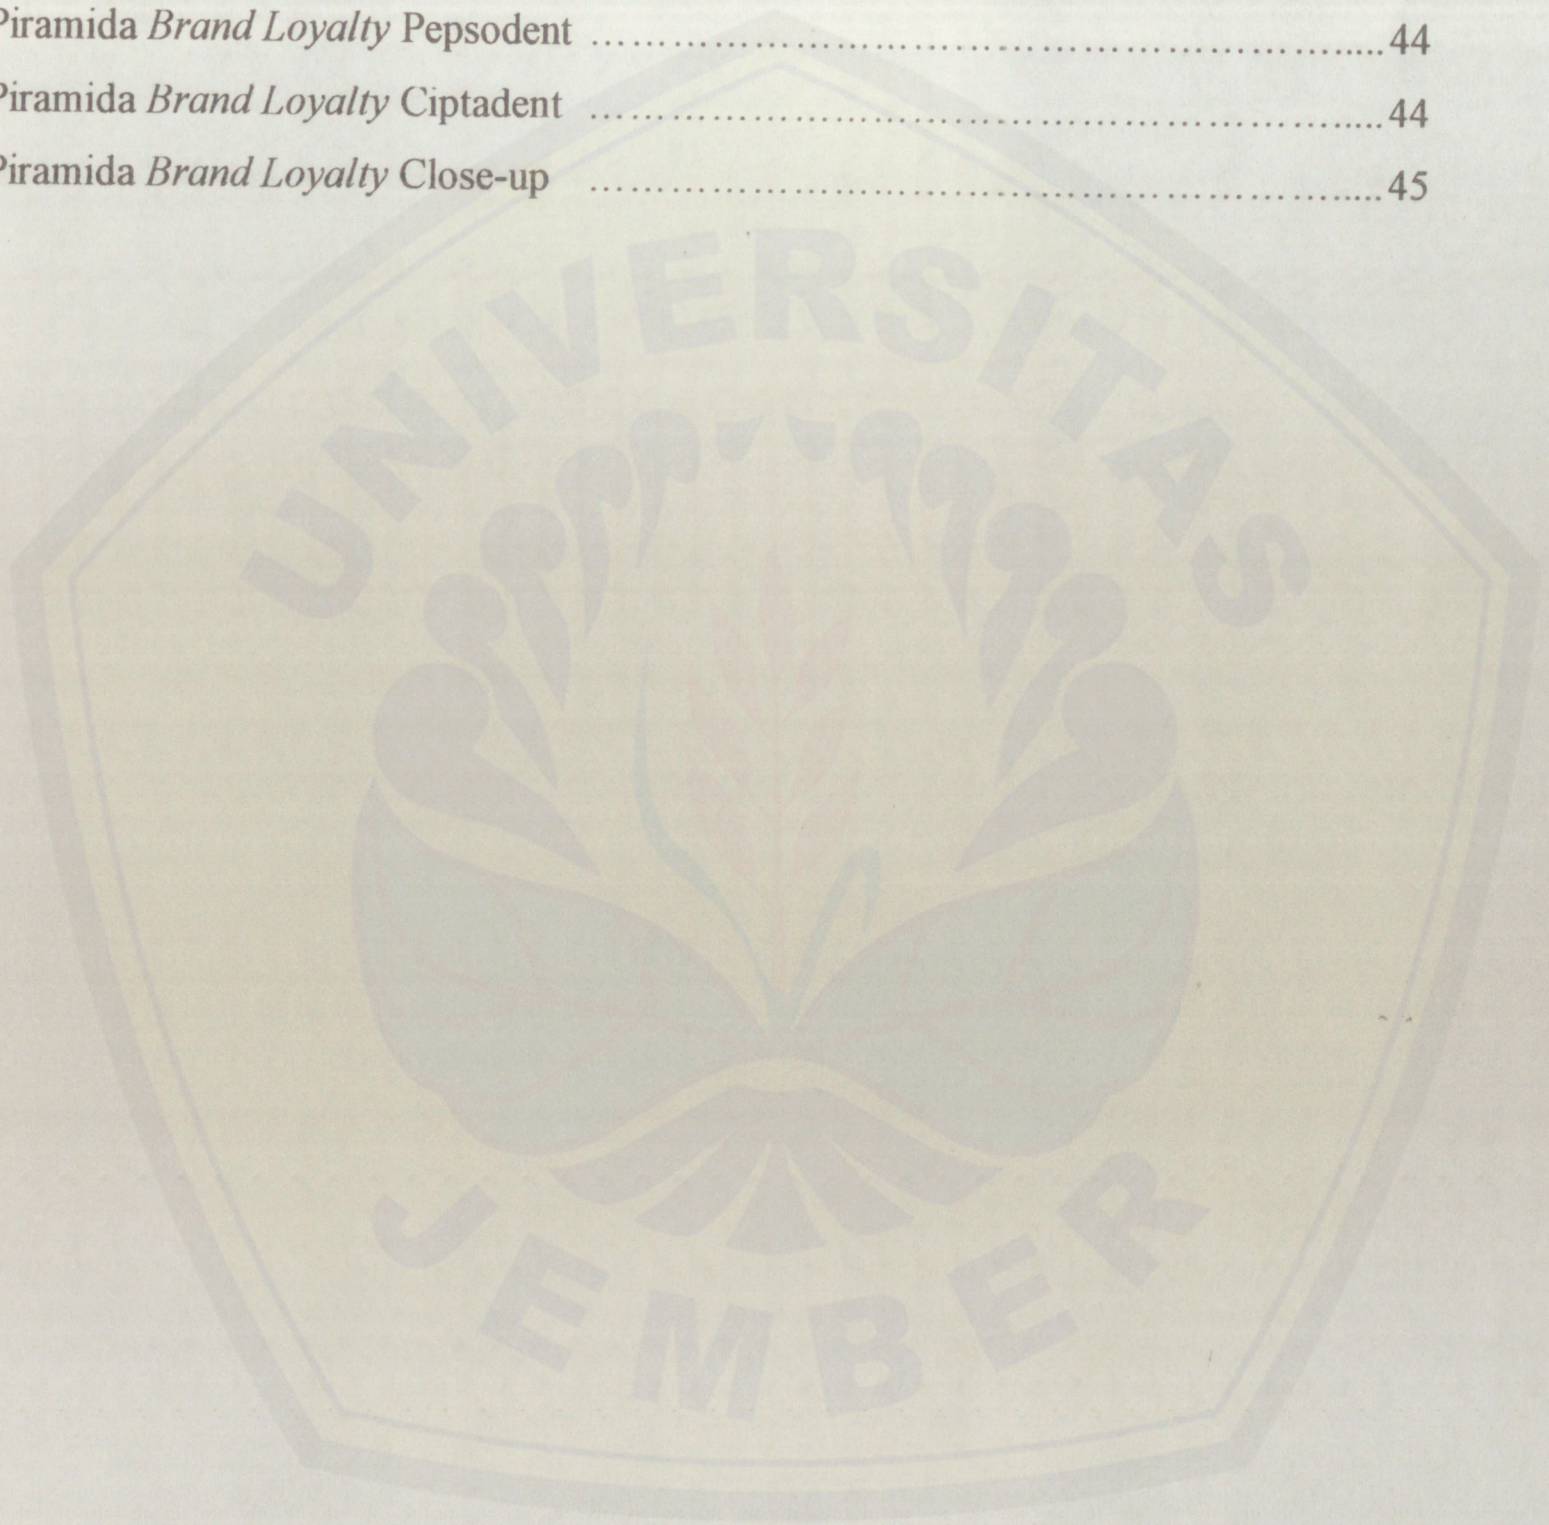 Piramida Brand Loyalty Pepsodent ................................................................ 44
Piramida Brand Loyalty Ciptadent ................................................................ 44
Piramida Brand Loyalty Close-up ................................................................ 45
UNIVERSITAS
JEMBER